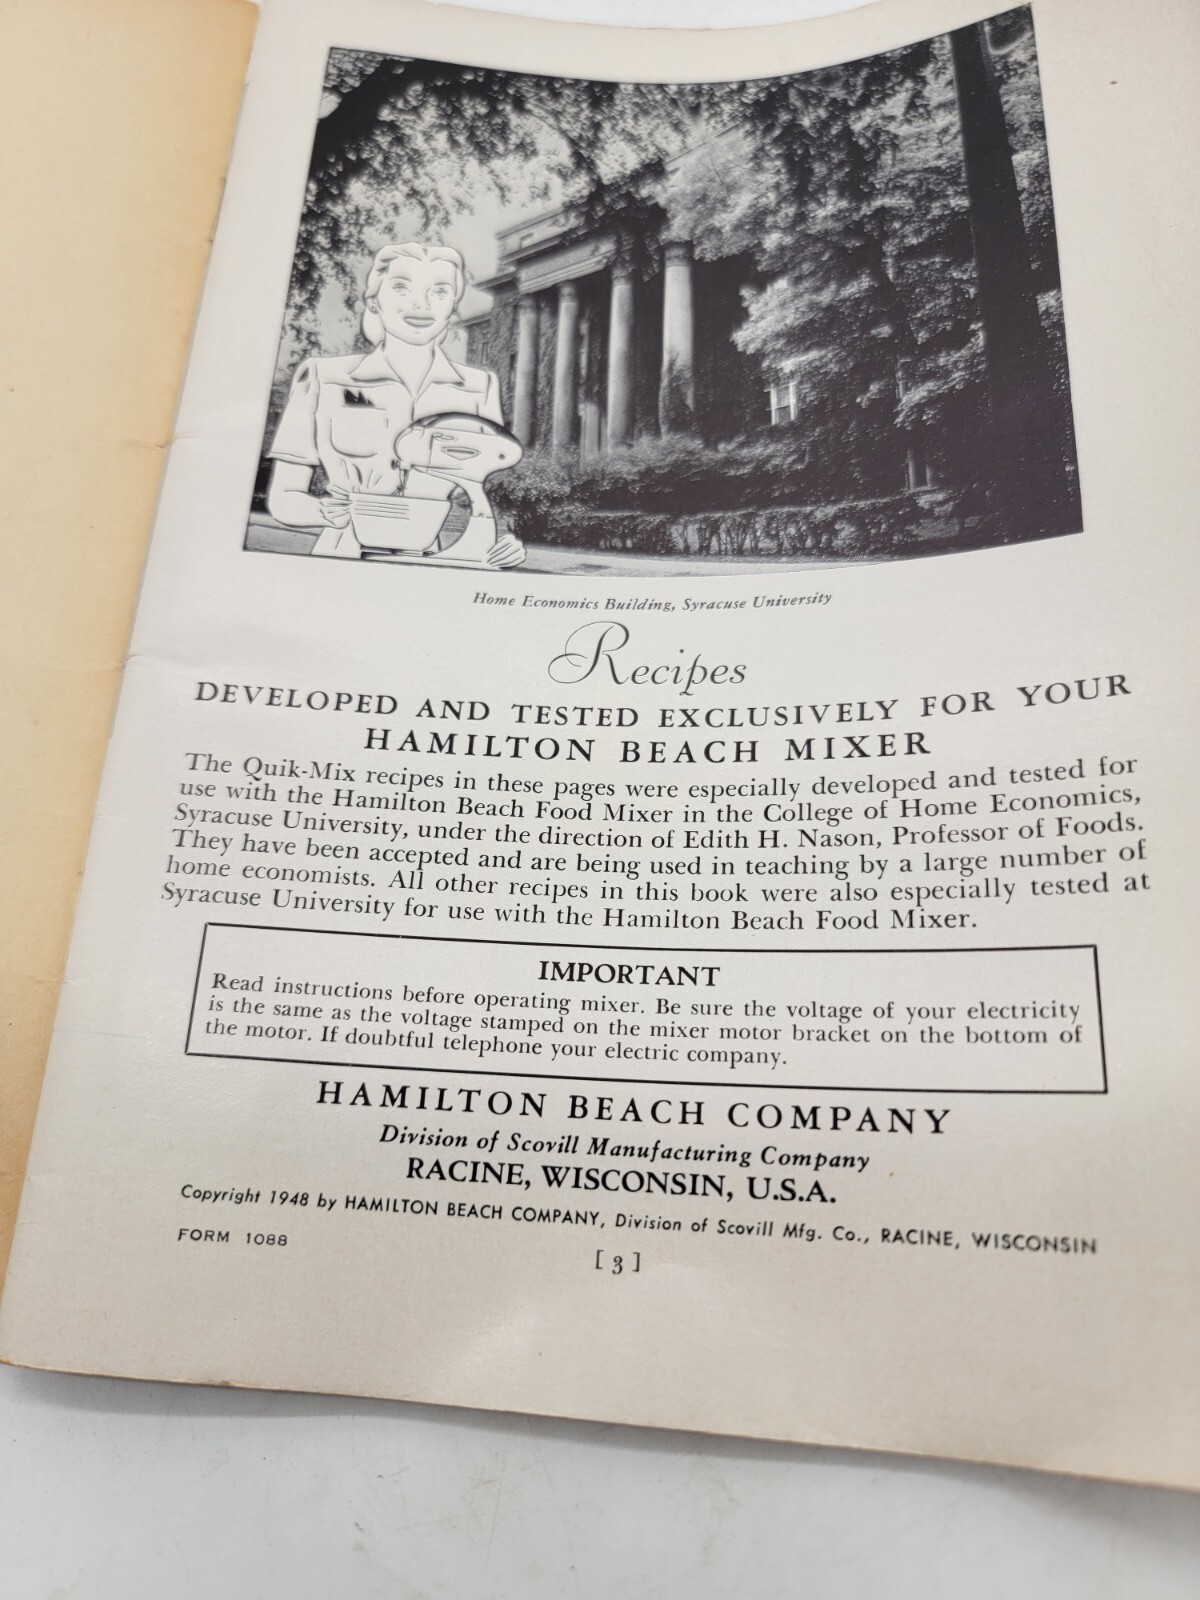 Home Economics Building, Syracuse University
Recipes
DEVELOPED AND TESTED EXCLUSIVELY FOR YOUR
HAMILTON BEACH MIXER
The Quik-Mix recipes in these pages were especially developed and tested for
use with the Hamilton Beach Food Mixer in the College of Home Economics,
Syracuse University, under the direction of Edith H. Nason, Professor of Foods.
They have been accepted and are being used in teaching by a large number of
home economists. All other recipes in this book were also especially tested at
Syracuse University for use with the Hamilton Beach Food Mixer.
IMPORTANT
Read instructions before operating mixer. Be sure the voltage of your electricity
is the same as the voltage stamped on the mixer motor bracket on the bottom of
the motor. If doubtful telephone your electric company.
HAMILTON BEACH COMPANY
Division of Scovill Manufacturing Company
RACINE, WISCONSIN, U.S.A.
Copyright 1948 by HAMILTON BEACH COMPANY, Division of Scovill Mfg. Co., RACINE, WISCONSIN
FORM 1088
[ 3 ]